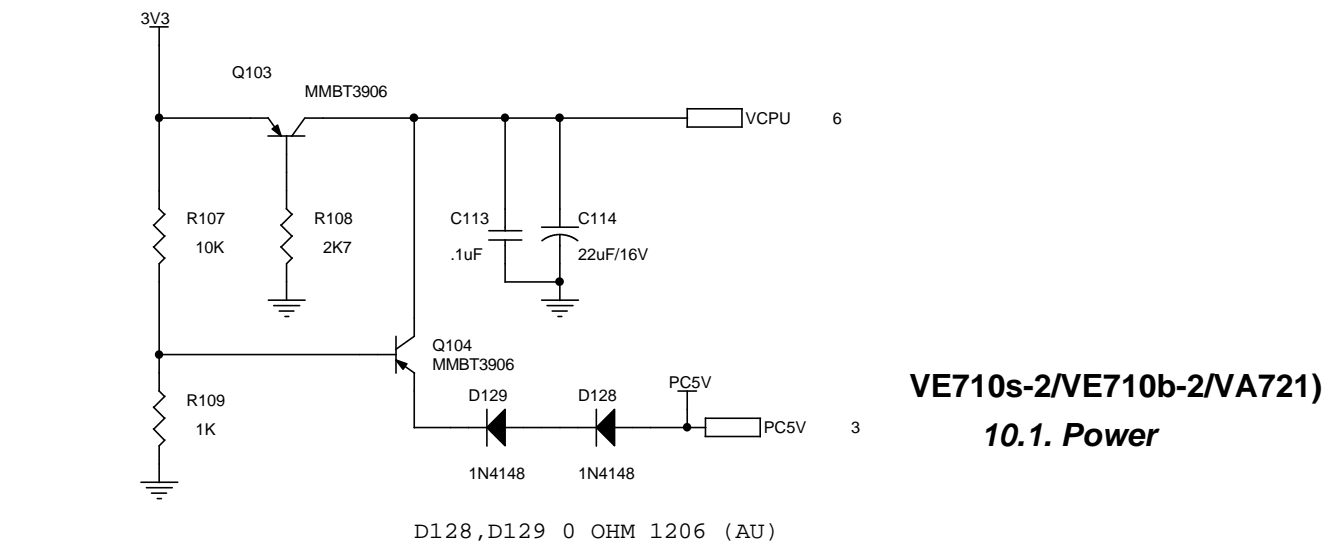 3V3
Q103
MMBT3906
VCPU 6
R107
10K
R108
2K7
C113
.1uF
C114
22uF/16V
Q104
MMBT3906
D129
1N4148
D128
1N4148
PC5V
PC5V 3
R109
1K
D128,D129 0 OHM 1206 (AU)
VE710s-2/VE710b-2/VA721)
10.1. Power